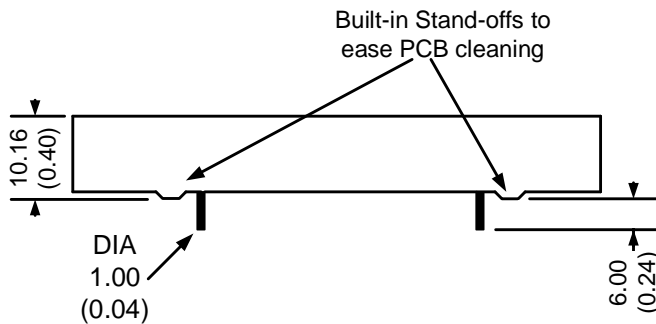 Built-in Stand-offs to
ease PCB cleaning
10.16
(0.40)
DIA
1.00
(0.04)
6.00
(0.24)